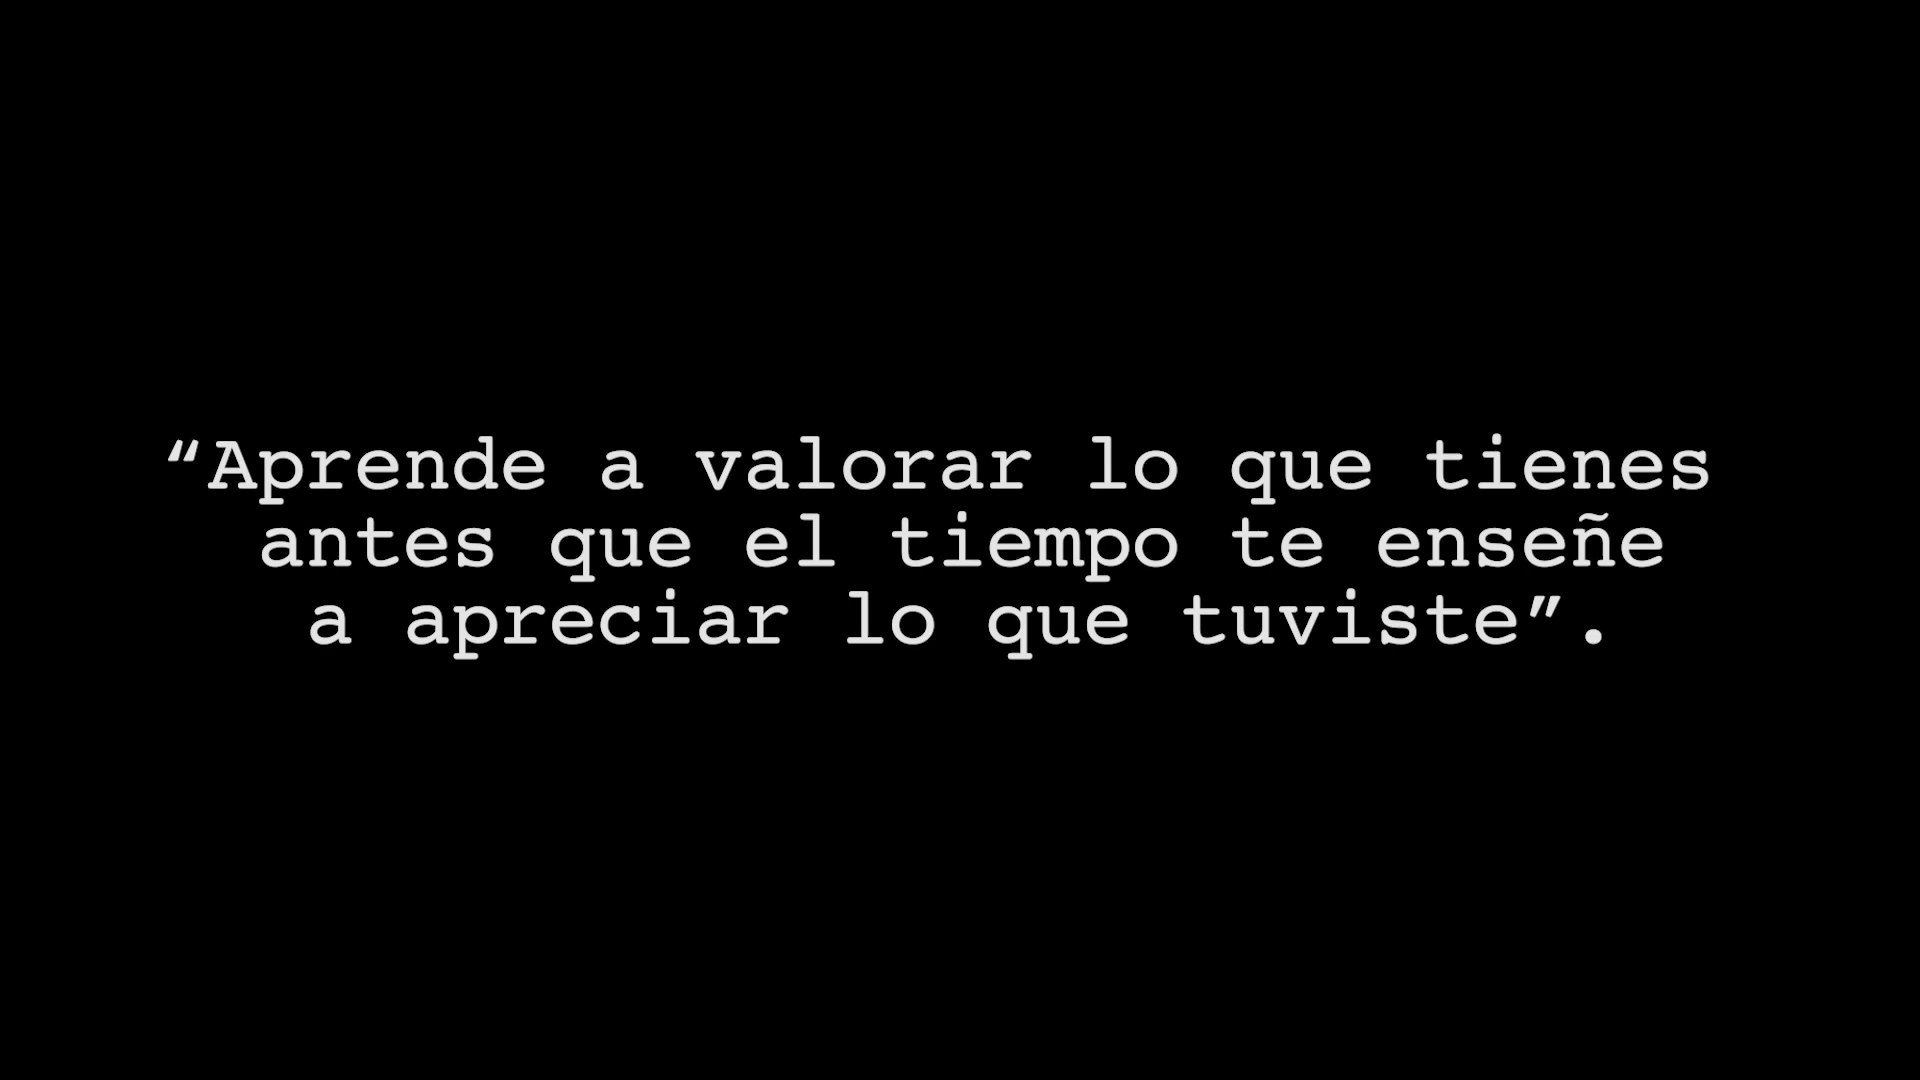 “Aprende a valorar lo que tienes
antes que el tiempo te enseñe
a apreciar lo que tuviste”.